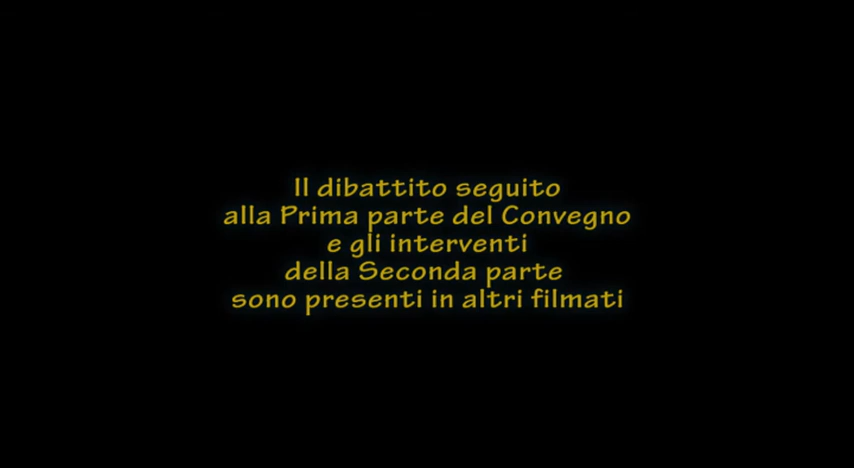 Il dibattito seguito
alla Prima parte del Convegno
e gli interventi
della Seconda parte
sono presenti in altri filmati